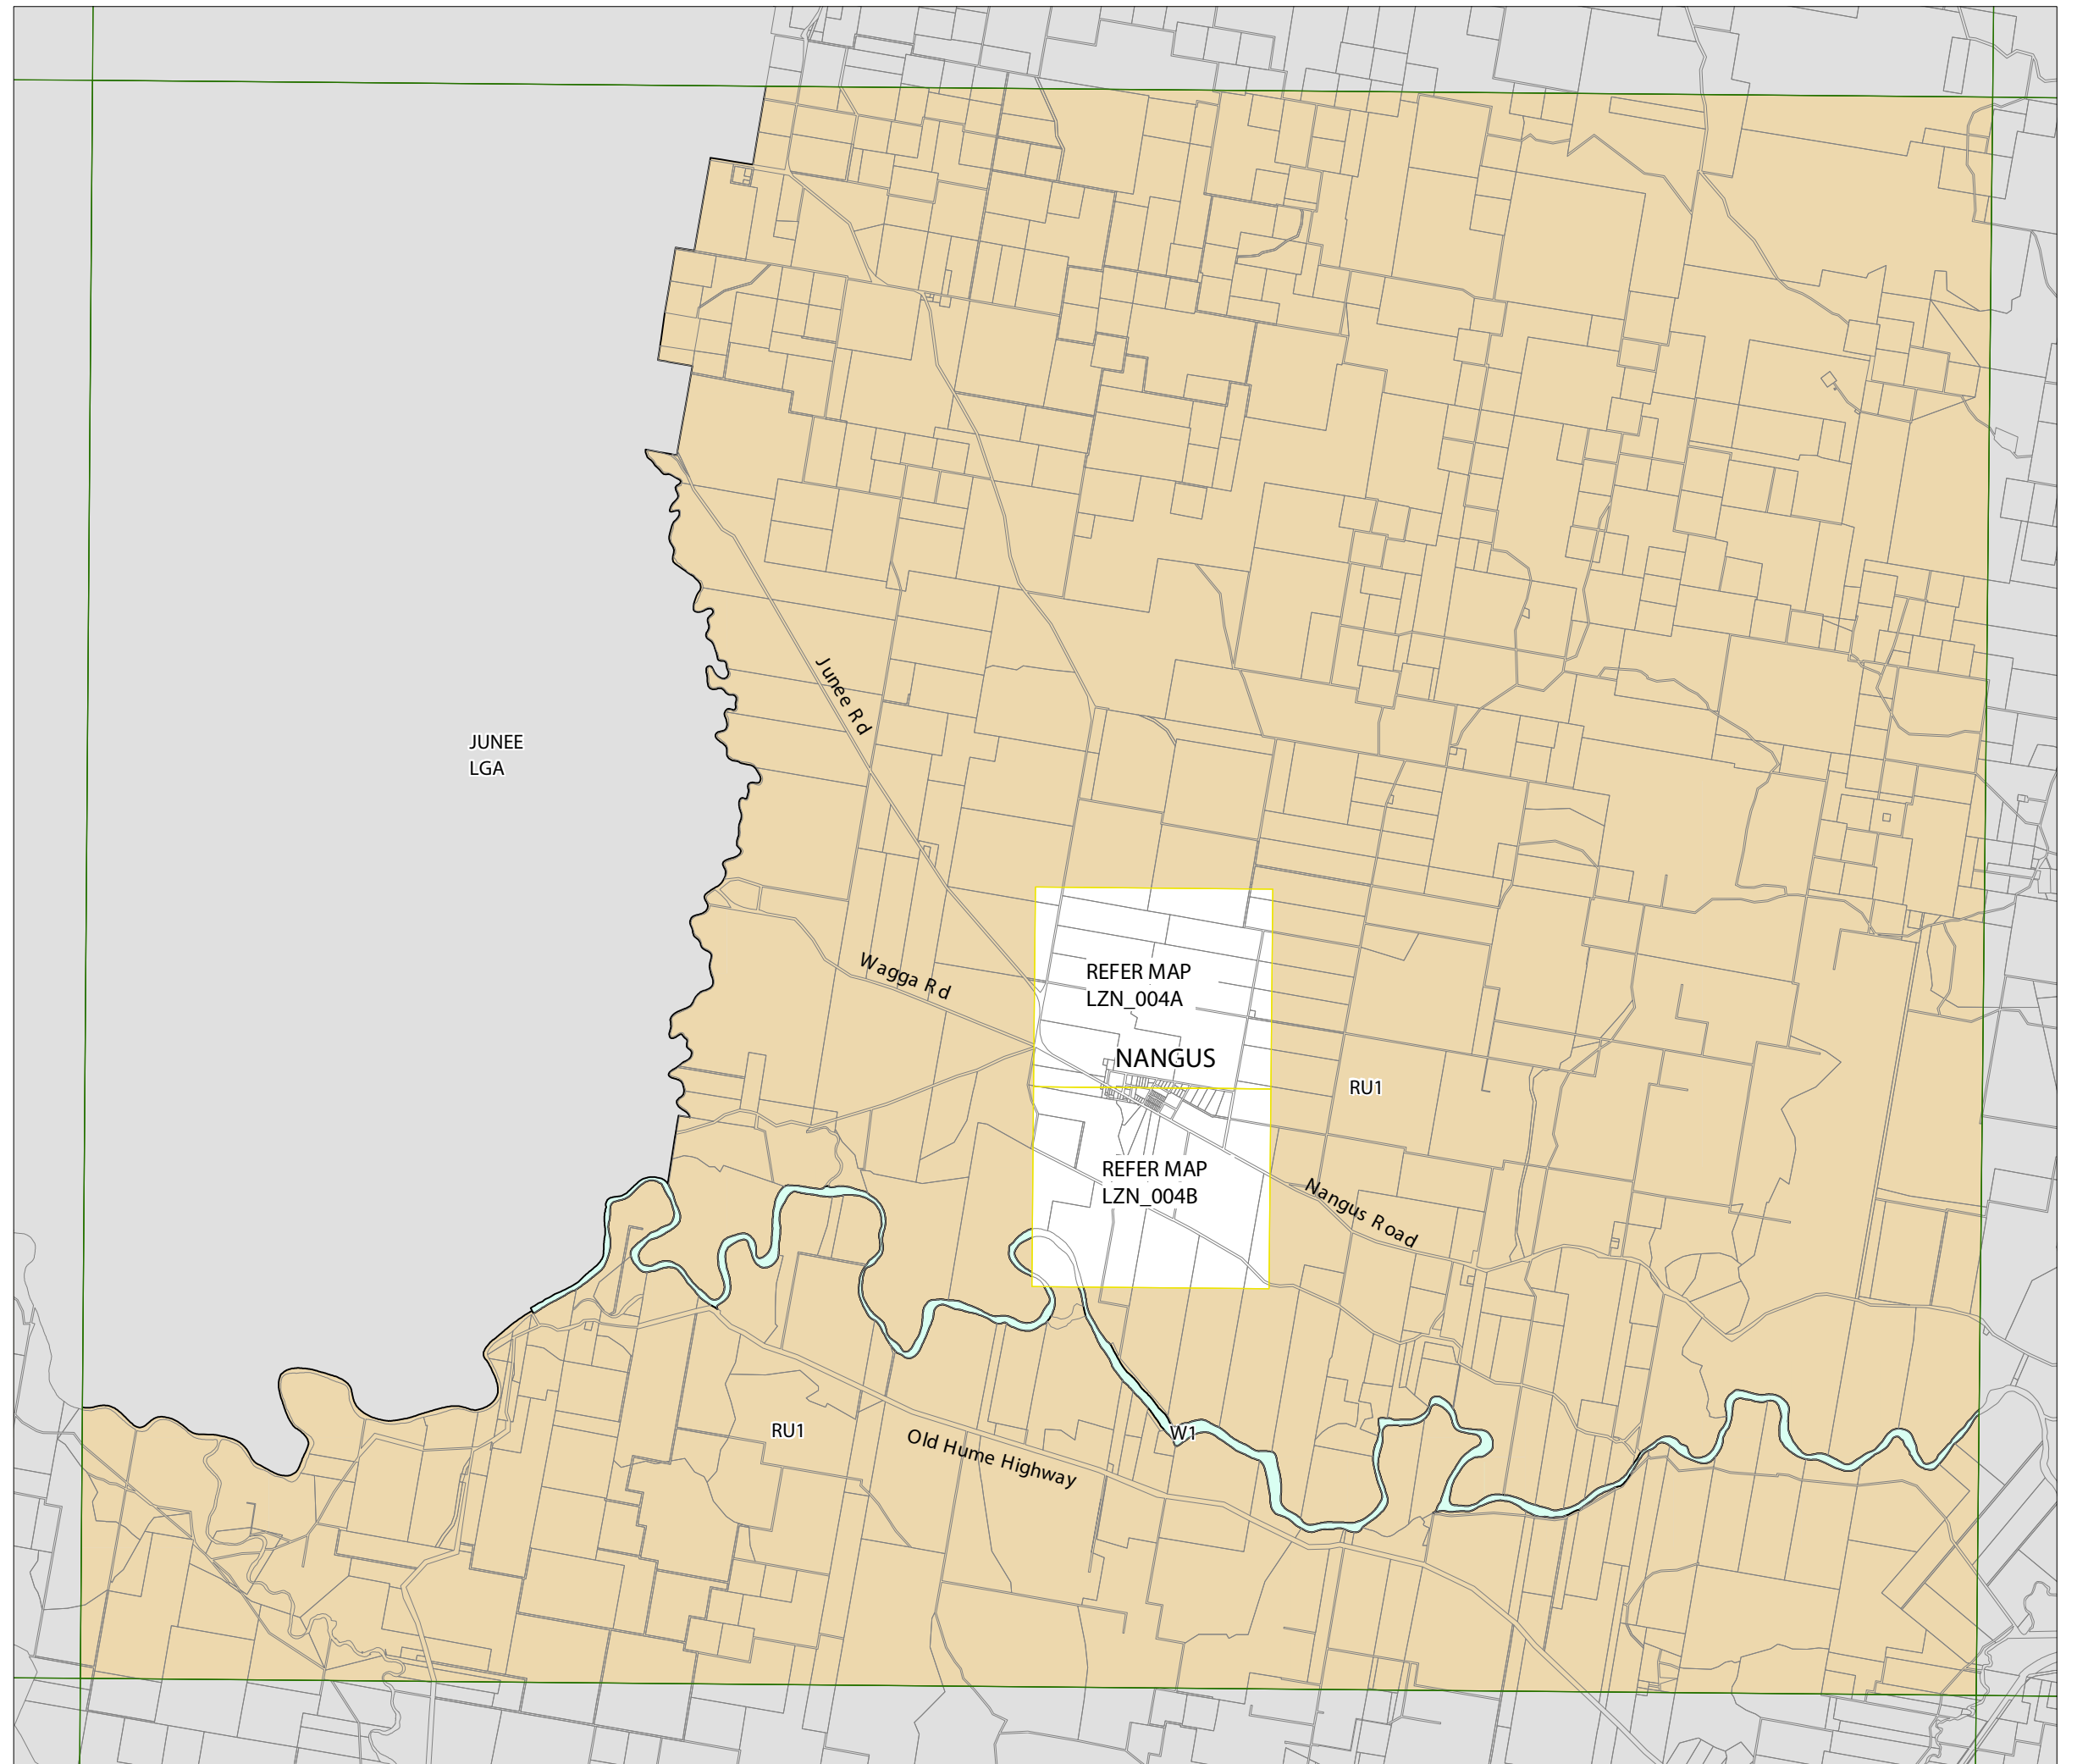 Junee Rd
JUNEE
LGA
Wagga Rd
REFER MAP
LZN_004A
NANGUS
RU1
REFER MAP
LZN_004B
Nangus Road
RU1
W1
Old Hume Highway